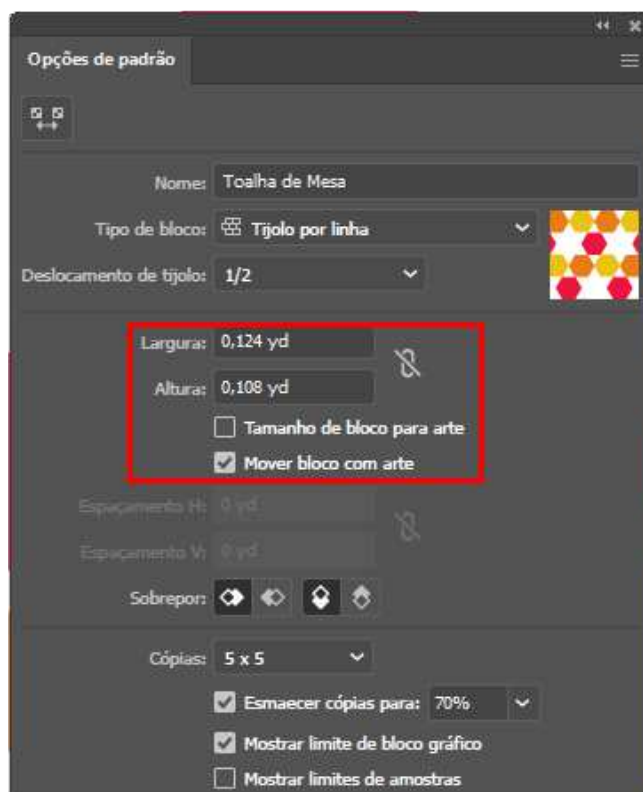 Opções de padrão
Nome: Toalha de Mesa
Tipo de bloco: Tijolo por linha
Deslocamento de tijolo: 1/2
Largura: 0,124 yd
Altura: 0,108 yd
Tamanho de bloco para arte
Mover bloco com arte
Espaçamento H: 0 yd
Espaçamento V: 0 yd
Sobrepor:
Cópias: 5 x 5
Esmaecer cópias para: 70%
Mostrar limite de bloco gráfico
Mostrar limites de amostras